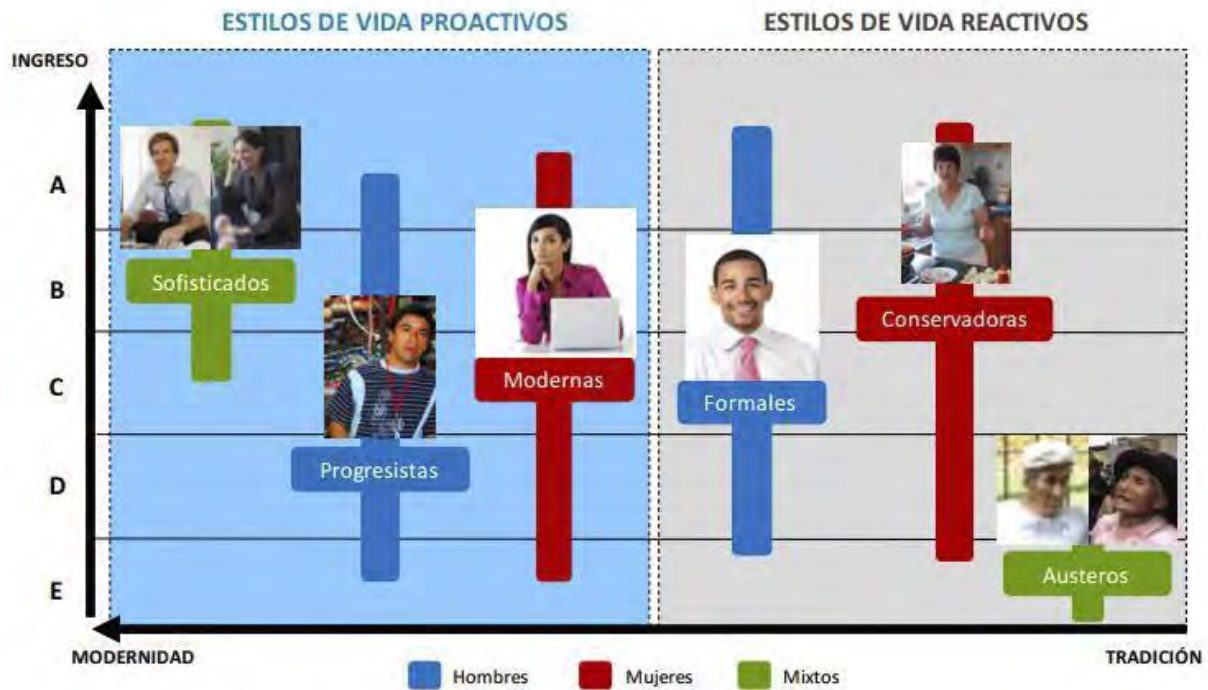 ESTILOS DE VIDA PROACTIVOS
ESTILOS DE VIDA REACTIVOS
INGRESO
A
B
C
D
E
Sofisticados
Progresistas
Modernas
Formales
Conservadoras
Austeros
MODERNIDAD
TRADICIÓN
Hombres
Mujeres
Mixtos